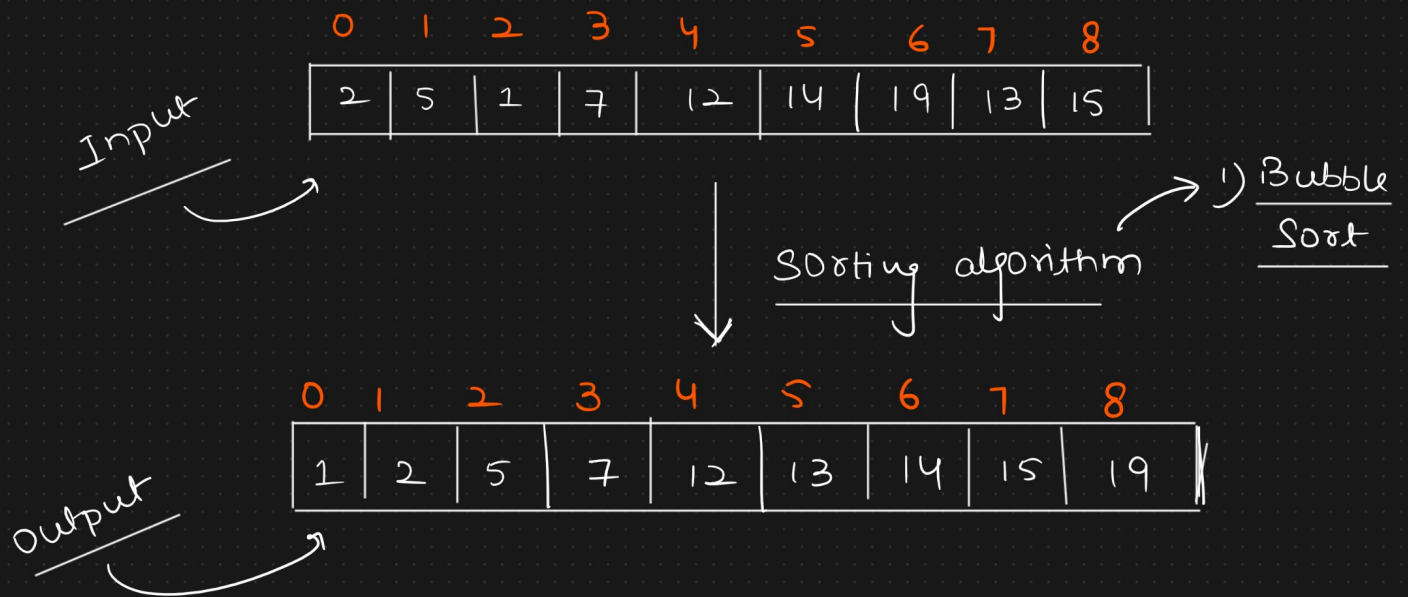 0 1 2 3 4 5 6 7 8
2 5 1 7 12 14 19 13 15
Input
1) Bubble
Sort
Sorting algorithm
0 1 2 3 4 5 6 7 8
1 2 5 7 12 13 14 15 19
output